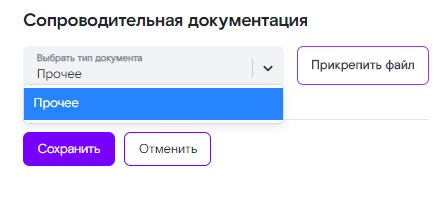 Сопроводительная документация
Выбрать тип документа
Прочее
Прикрепить файл
Прочее
Сохранить
Отменить